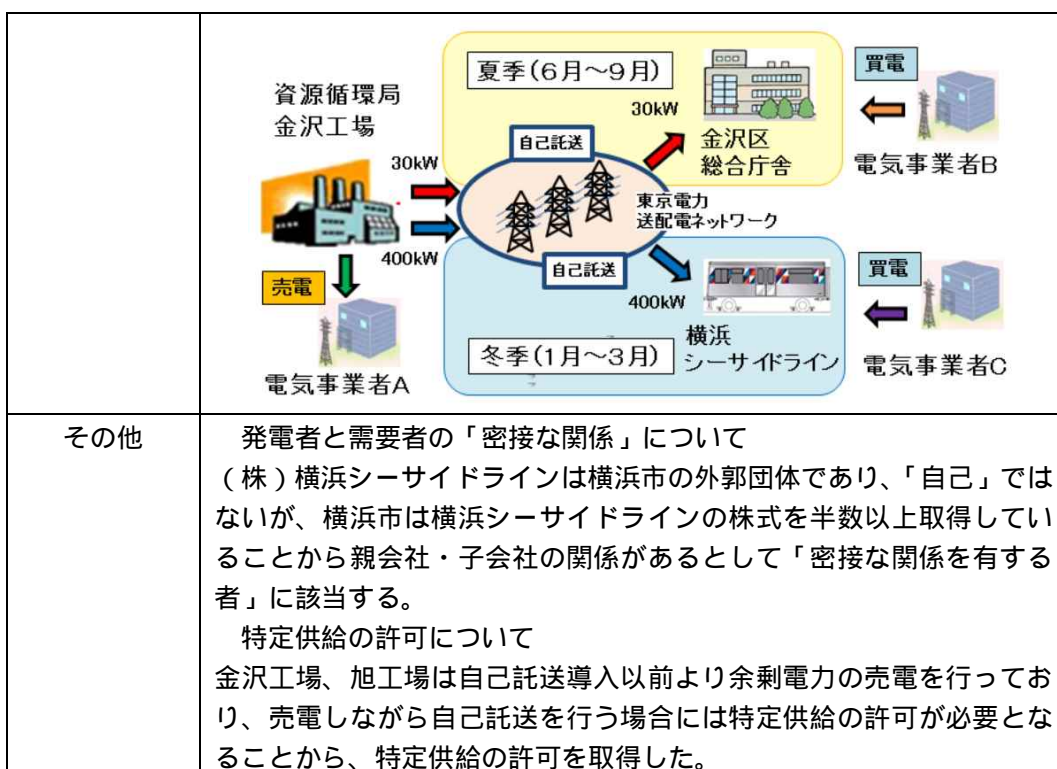 夏季(6月～9月)
買電
資源循環局
金沢工場
30kW
自己託送
金沢区
総合庁舎
電気事業者B
30kW
東京電力
送配電ネットワーク
400kW
自己託送
売電
400kW
買電
冬季(1月～3月)
横浜
シーサイドライン
電気事業者A
電気事業者C
その他
発電者と需要者の「密接な関係」について
（株）横浜シーサイドラインは横浜市の外郭団体であり、「自己」では
ないが、横浜市は横浜シーサイドラインの株式を半数以上取得してい
ることから親会社・子会社の関係があるとして「密接な関係を有する
者」に該当する。
特定供給の許可について
金沢工場、旭工場は自己託送導入以前より余剰電力の売電を行ってお
り、売電しながら自己託送を行う場合には特定供給の許可が必要とな
ることから、特定供給の許可を取得した。